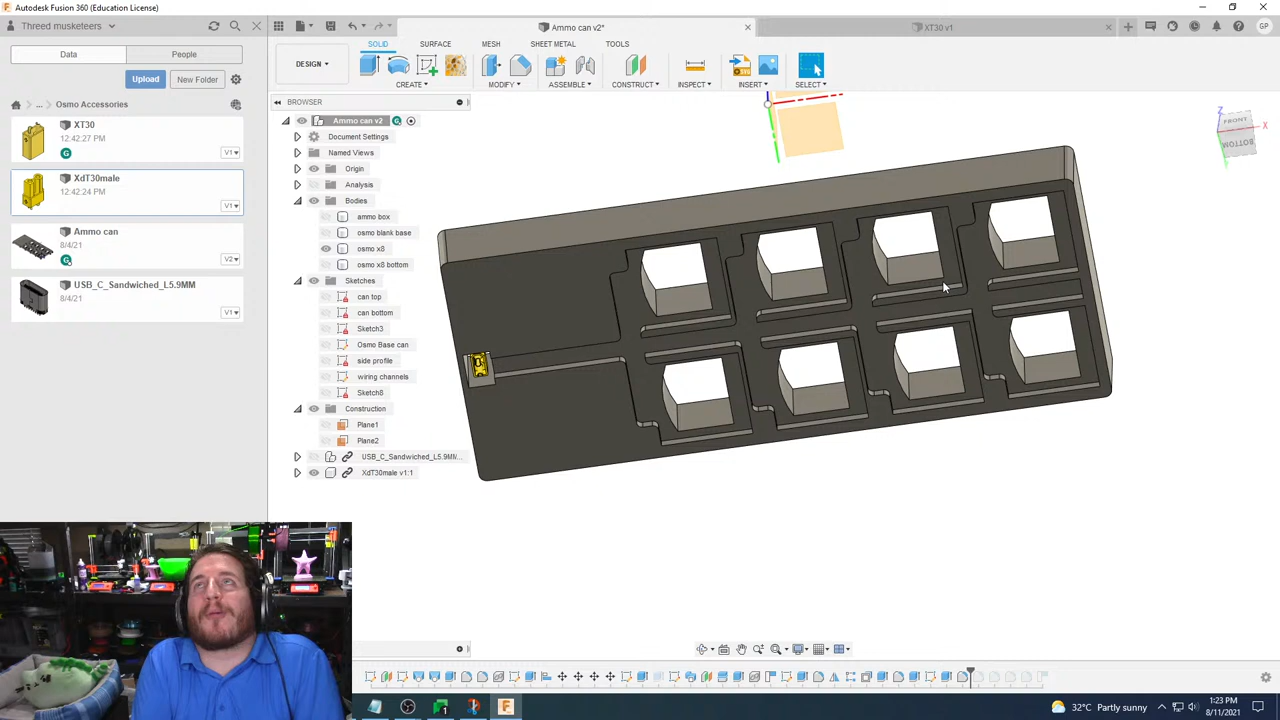 Autodesk Fusion 360 (Education License)
Threed musketeers
Ammo can v2*
XT30 v1
GP
Data
People
SOLID
SURFACE
MESH
SHEET METAL
TOOLS
Upload
New Folder
DESIGN
CREATE
MODIFY
ASSEMBLE
CONSTRUCT
INSPECT
INSERT
SELECT
... Osmo Accessories
BROWSER
XT30
12:42:27 PM
V1
XdT30male
12:42:24 PM
V1
Ammo can
8/4/21
V2
USB_C_Sandwiched_L5.9MM
8/4/21
V1
Ammo can v2
Document Settings
Named Views
Origin
Analysis
Bodies
ammo box
osmo blank base
osmo x8
osmo x8 bottom
Sketches
can top
can bottom
Sketch3
Osmo Base can
side profile
wiring channels
Sketch8
Construction
Plane1
Plane2
USB_C_Sandwiched_L5.9MM...
XdT30male v1:1
Z
FRONT
X
BOTTOM
32°C Partly sunny
1:23 PM
8/11/2021